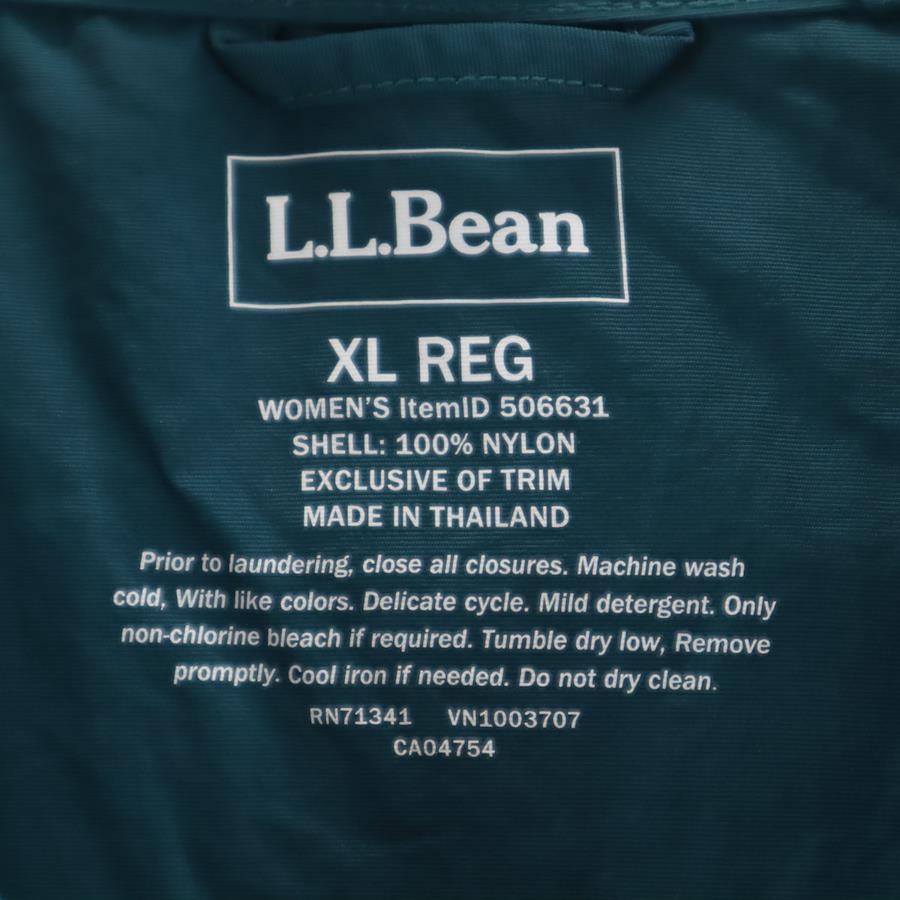 L.L.Bean
XL REG
WOMEN'S ItemID 506631
SHELL: 100% NYLON
EXCLUSIVE OF TRIM
MADE IN THAILAND
Prior to laundering, close all closures. Machine wash
cold, With like colors. Delicate cycle. Mild detergent. Only
non-chlorine bleach if required. Tumble dry low, Remove
promptly. Cool iron if needed. Do not dry clean.
RN71341 VN1003707
CA04754